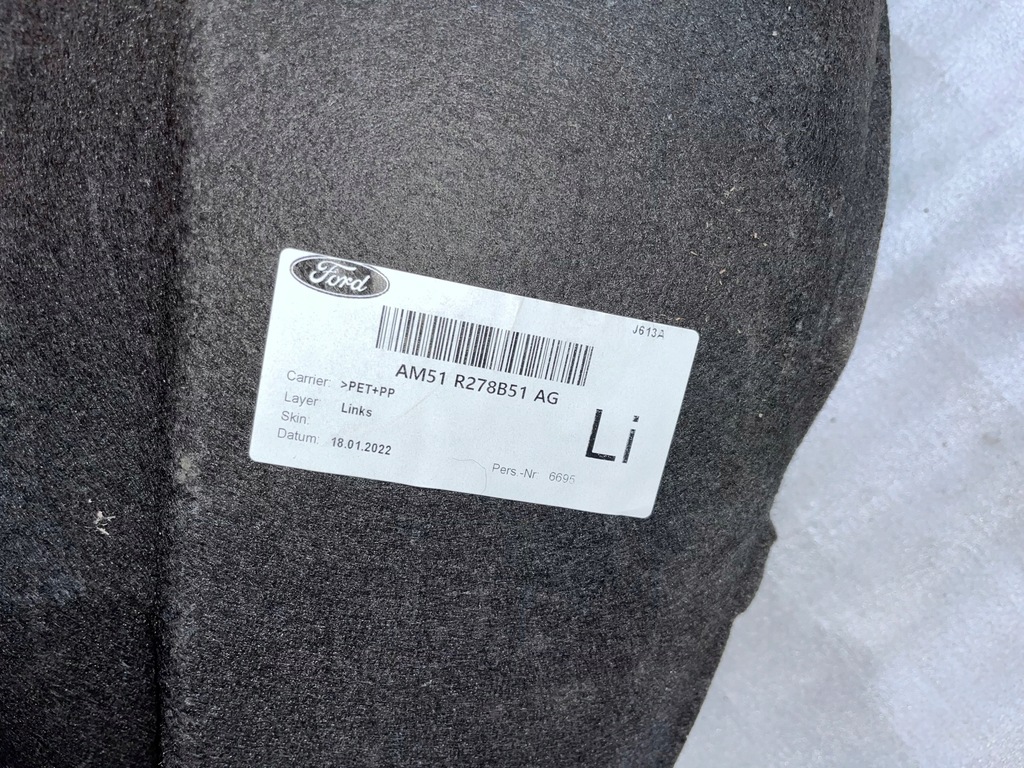 Ford
J613A
AM51 R278B51 AG
Carrier: >PET+PP
Layer: Links
Skin:
Datum: 18.01.2022
Li
Pers.-Nr: 6695